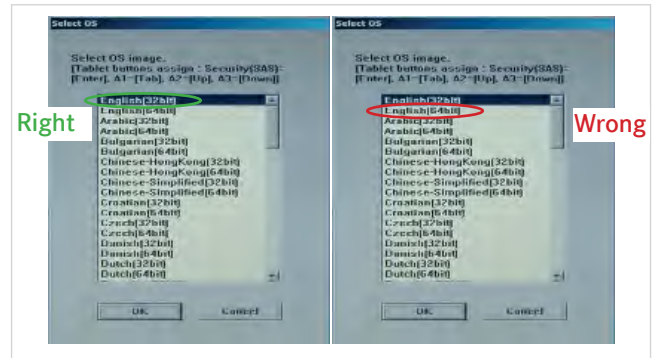 Select OS
Select OS image.
[Tablet buttons assign : Security(SAS)=
[Enter], A1=[Tab], A2=[Up], A3=[Down]]
English(32bit)
English(64bit)
Arabic(32bit)
Arabic(64bit)
Bulgarian(32bit)
Bulgarian(64bit)
Chinese-HongKong(32bit)
Chinese-HongKong(64bit)
Chinese-Simplified(32bit)
Chinese-Simplified(64bit)
Croatian(32bit)
Croatian(64bit)
Czech(32bit)
Czech(64bit)
Danish(32bit)
Danish(64bit)
Dutch(32bit)
Dutch(64bit)
OK
Cancel
Right
Select OS
Select OS image.
[Tablet buttons assign : Security(SAS)=
[Enter], A1=[Tab], A2=[Up], A3=[Down]]
English(32bit)
English(64bit)
Arabic(32bit)
Arabic(64bit)
Bulgarian(32bit)
Bulgarian(64bit)
Chinese-HongKong(32bit)
Chinese-HongKong(64bit)
Chinese-Simplified(32bit)
Chinese-Simplified(64bit)
Croatian(32bit)
Croatian(64bit)
Czech(32bit)
Czech(64bit)
Danish(32bit)
Danish(64bit)
Dutch(32bit)
Dutch(64bit)
OK
Cancel
Wrong